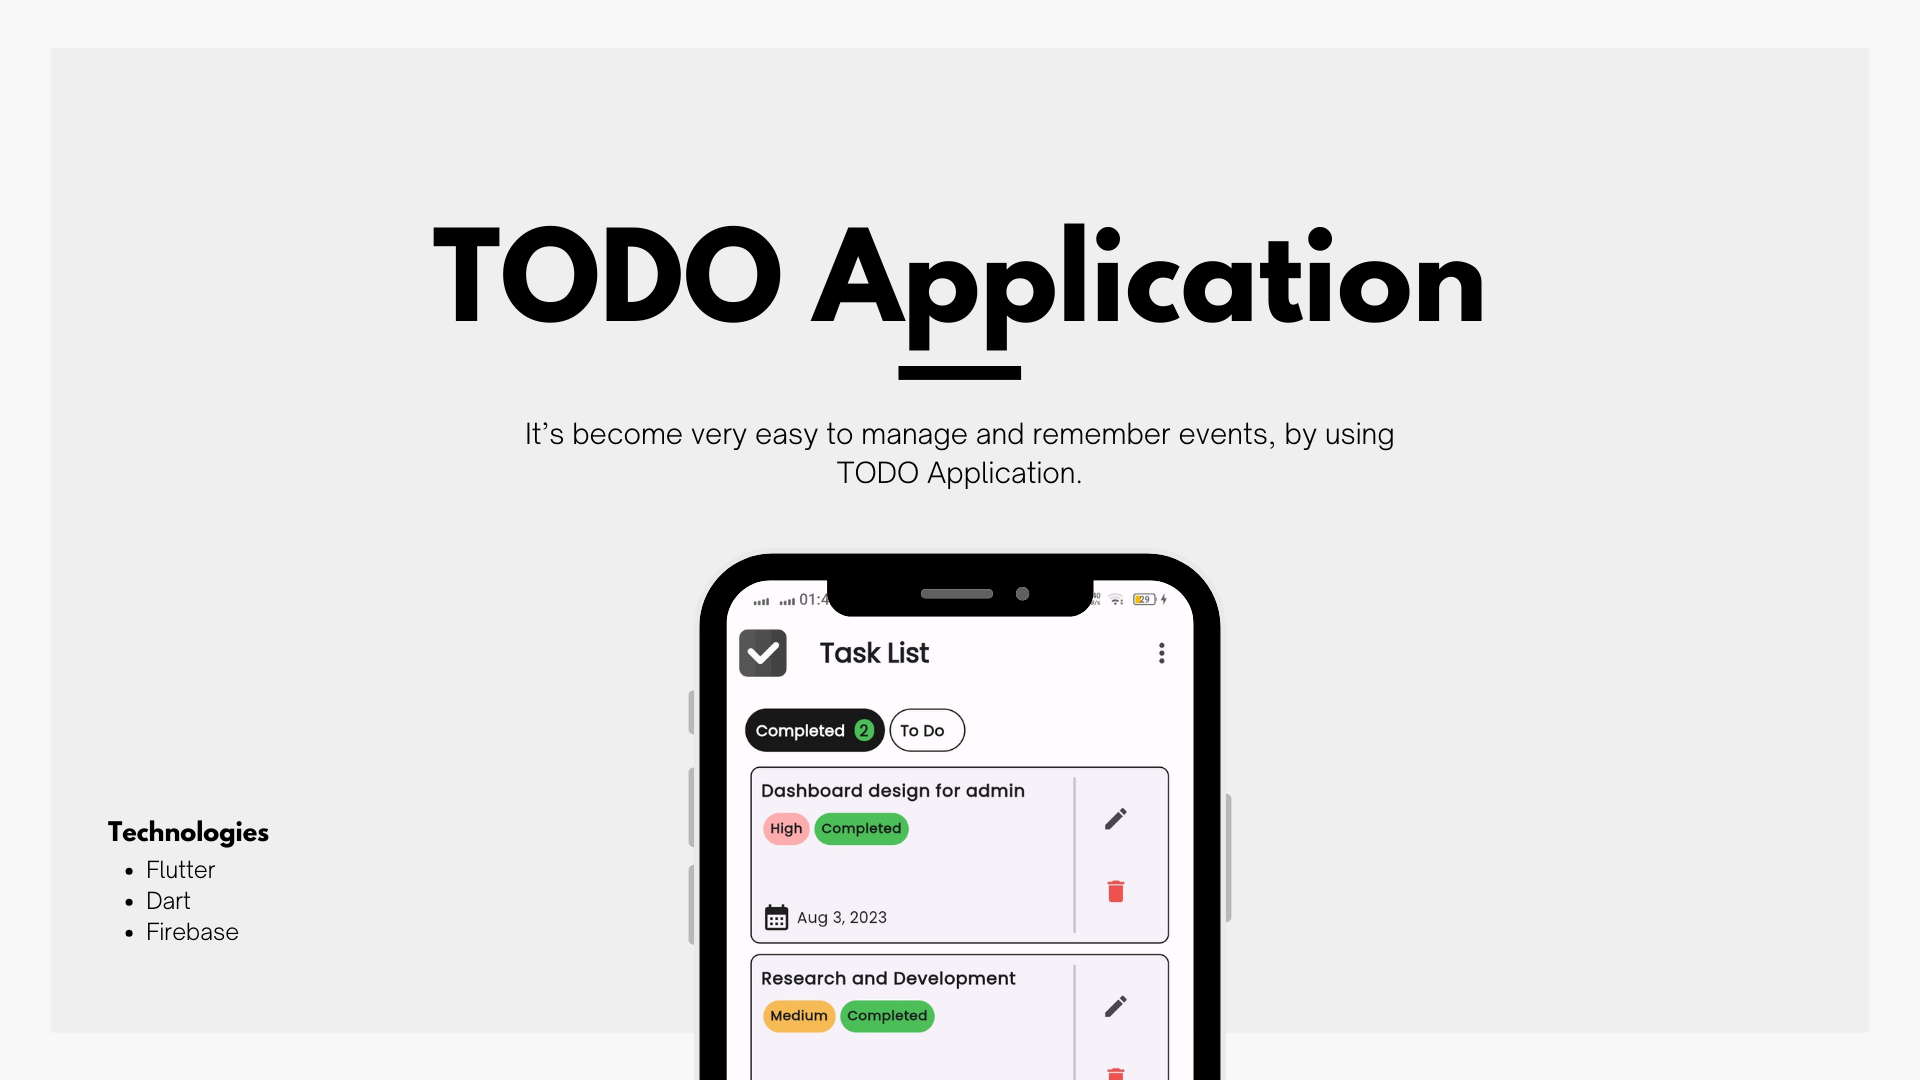 TODO Application
It's become very easy to manage and remember events, by using
TODO Application.
Technologies
• Flutter
• Dart
• Firebase
01:4
29
Task List
Completed 2
To Do
Dashboard design for admin
High Completed
Aug 3, 2023
Research and Development
Medium Completed